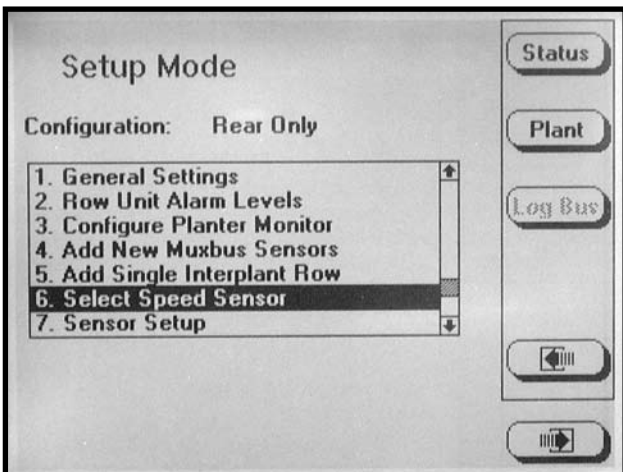 Setup Mode
Configuration: Rear Only
1. General Settings
2. Row Unit Alarm Levels
3. Configure Planter Monitor
4. Add New Muxbus Sensors
5. Add Single Interplant Row
6. Select Speed Sensor
7. Sensor Setup
Status
Plant
Log Bus